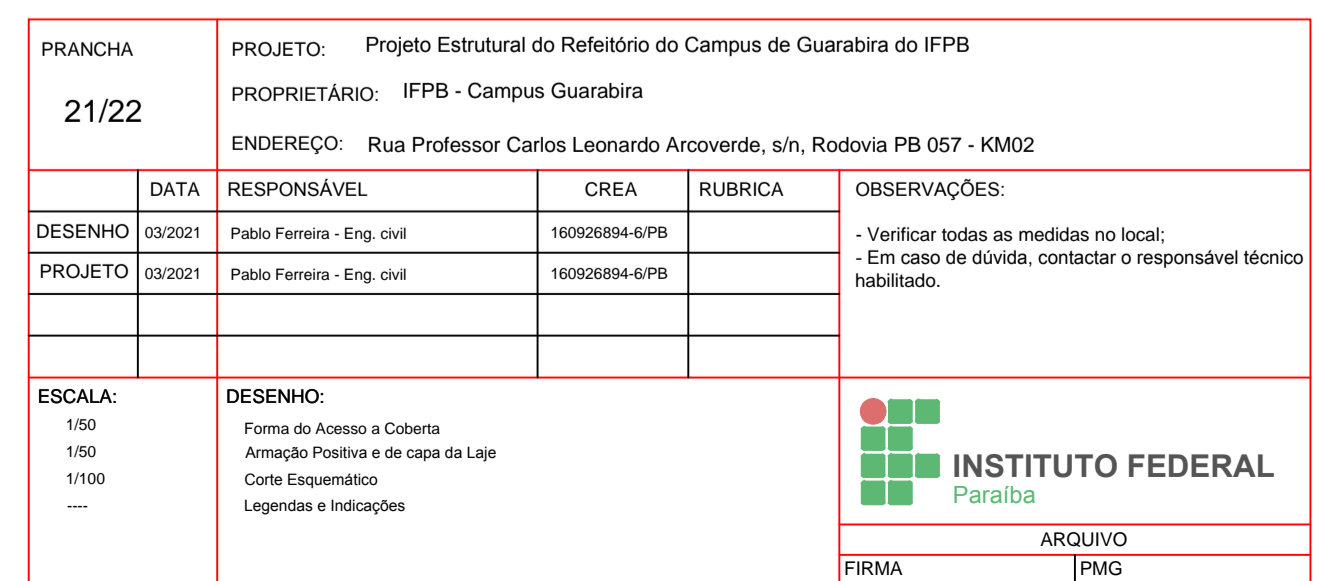 PRANCHA
21/22
PROJETO: Projeto Estrutural do Refeitório do Campus de Guarabira do IFPB
PROPRIETÁRIO: IFPB - Campus Guarabira
ENDEREÇO: Rua Professor Carlos Leonardo Arcoverde, s/n, Rodovia PB 057 - KM02
DATA RESPONSÁVEL CREA RUBRICA
DESENHO 03/2021 Pablo Ferreira - Eng. civil 160926894-6/PB
PROJETO 03/2021 Pablo Ferreira - Eng. civil 160926894-6/PB
OBSERVAÇÕES:
- Verificar todas as medidas no local;
- Em caso de dúvida, contactar o responsável técnico
habilitado.
ESCALA: DESENHO:
1/50 Forma do Acesso a Coberta
1/50 Armação Positiva e de capa da Laje
1/100 Corte Esquemático
---- Legendas e Indicações
INSTITUTO FEDERAL
Paraíba
ARQUIVO
FIRMA PMG